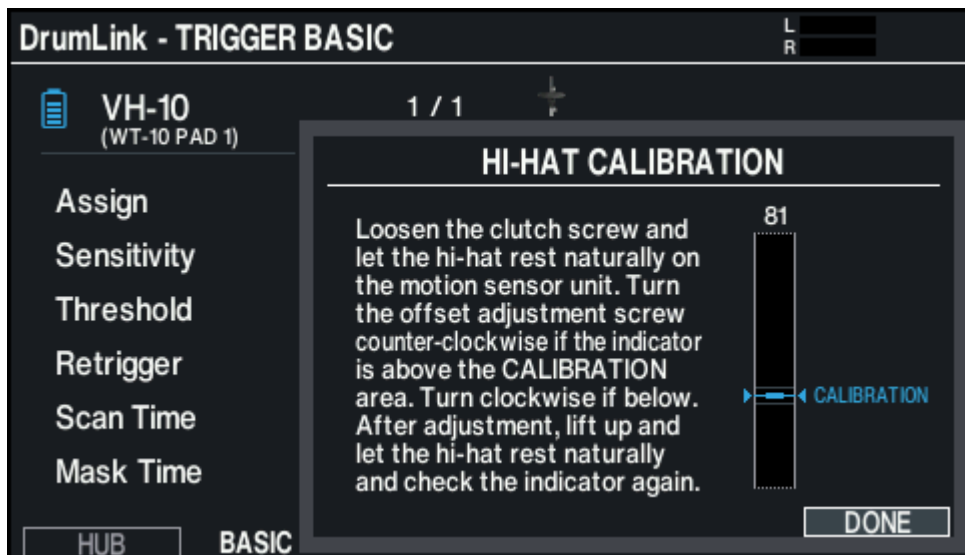 DrumLink - TRIGGER BASIC
L
R
VH-10
(WT-10 PAD 1)
1 / 1
Assign
Sensitivity
Threshold
Retrigger
Scan Time
Mask Time
HUB
BASIC
HI-HAT CALIBRATION
Loosen the clutch screw and
let the hi-hat rest naturally on
the motion sensor unit. Turn
the offset adjustment screw
counter-clockwise if the indicator
is above the CALIBRATION
area. Turn clockwise if below.
After adjustment, lift up and
let the hi-hat rest naturally
and check the indicator again.
81
CALIBRATION
DONE